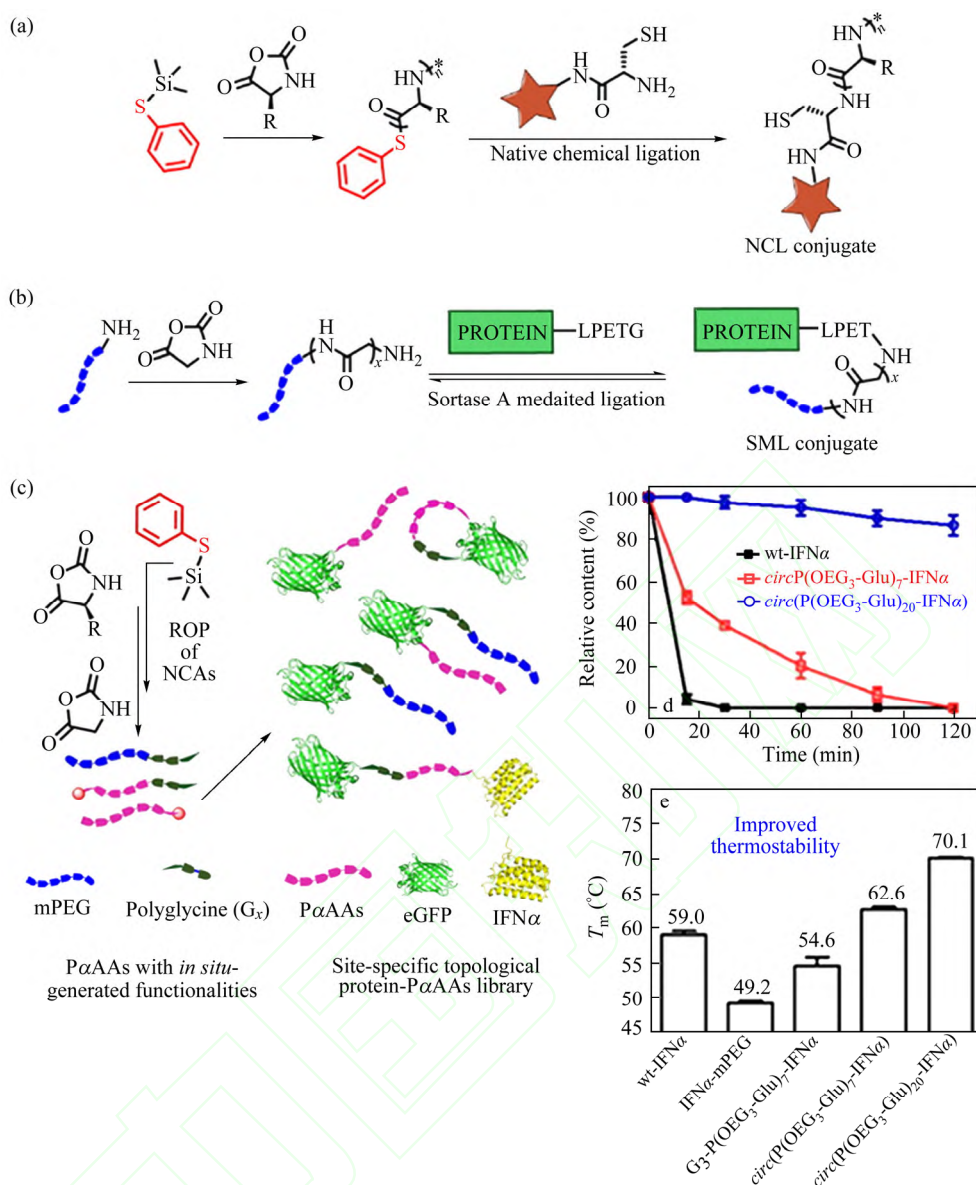 (a)
Si
S
O
O
O
NH
R
HN
*
n
O
R
S
SH
H
N
O
NH₂
Native chemical ligation
HN
*
n
O
R
HN
O
HS
HN
O
NCL conjugate
(b)
NH₂
O
O
O
NH
H
N
O
x
NH₂
PROTEIN
LPETG
Sortase A medaited ligation
PROTEIN
LPET
NH
x
O
NH
SML conjugate
(c)
O
O
O
NH
R
S
Si
ROP
of
NCAs
O
O
O
NH
mPEG
Polyglycine (Gₓ)
PαAAs
eGFP
IFNα
PαAAs with in situ-
generated functionalities
Site-specific topological
protein-PαAAs library
100
80
60
40
20
0
Relative content (%)
wt-IFNα
circP(OEG₃-Glu)₇-IFNα
circ(P(OEG₃-Glu)₂₀-IFNα)
d
0 20 40 60 80 100 120
Time (min)
80
75
70
65
60
55
50
45
Tₘ (°C)
e
Improved
thermostability
59.0
49.2
54.6
62.6
70.1
wt-IFNα
IFNα-mPEG
G₃-P(OEG₃-Glu)₇-IFNα
circ(P(OEG₃-Glu)₇-IFNα)
circ(P(OEG₃-Glu)₂₀-IFNα)